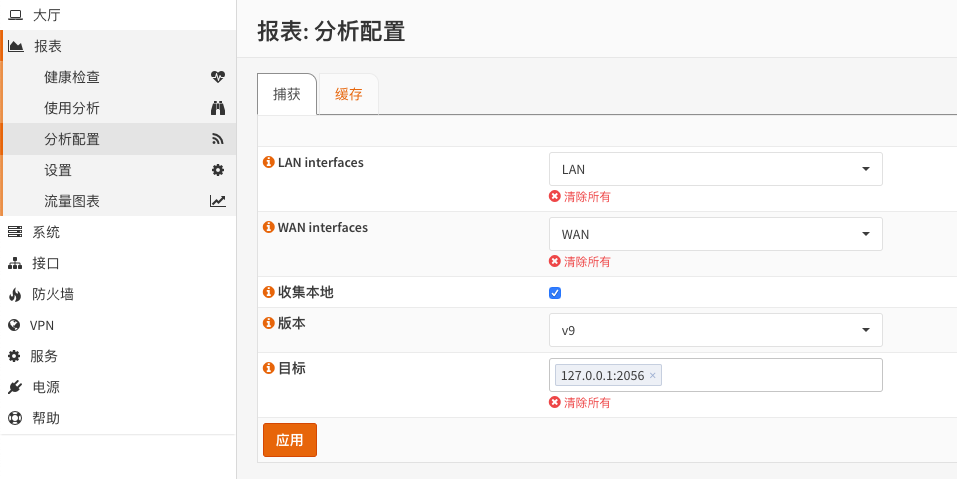 大厅
报表
健康检查
使用分析
分析配置
设置
流量图表
系统
接口
防火墙
VPN
服务
电源
帮助
报表: 分析配置
捕获 缓存
LAN interfaces
LAN
清除所有
WAN interfaces
WAN
清除所有
收集本地
版本
v9
目标
127.0.0.1:2056 ×
清除所有
应用